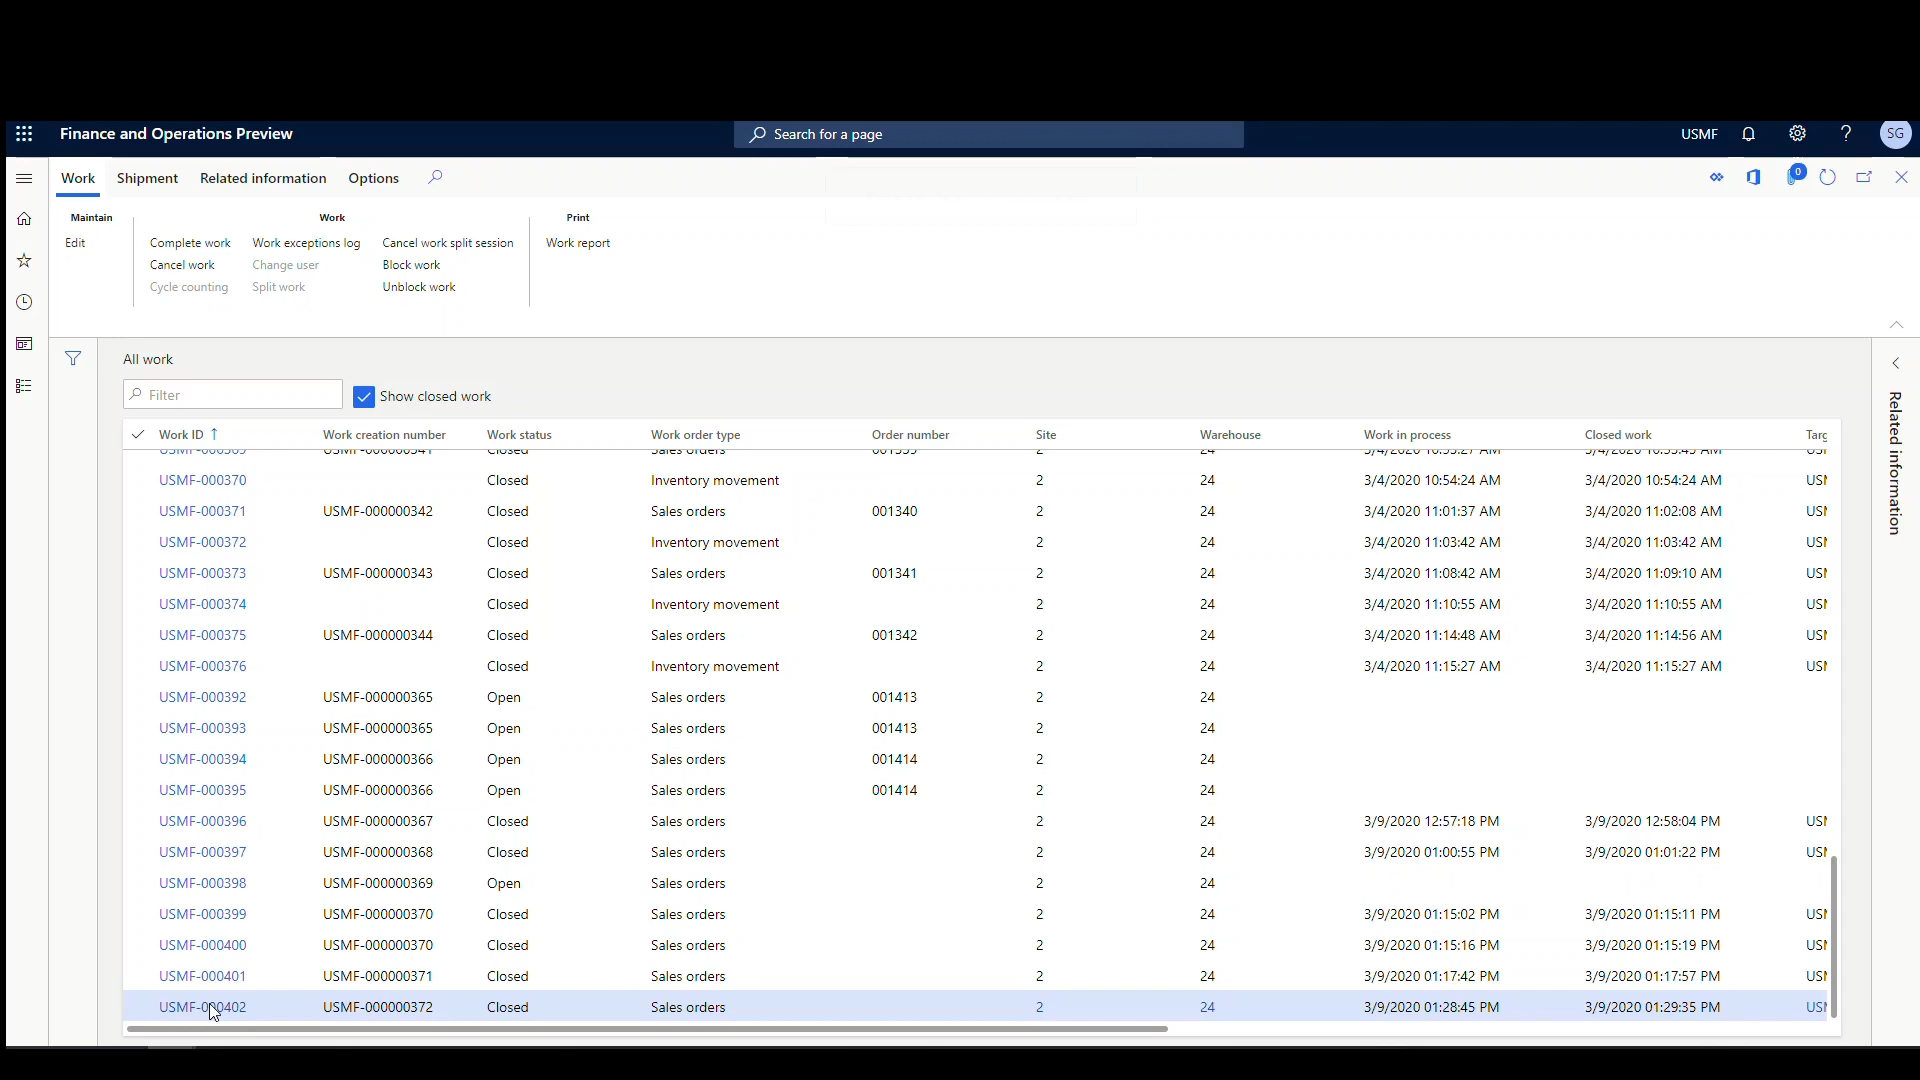 Finance and Operations Preview Search for a page USMF ? SG
Work Shipment Related information Options 0
Maintain Work Print
Edit Complete work Work exceptions log Cancel work split session Work report
Cancel work Change user Block work
Cycle counting Split work Unblock work
All work
Filter Show closed work
Related information
Work ID ↑ Work creation number Work status Work order type Order number Site Warehouse Work in process Closed work Targ
USMF-000370 Closed Inventory movement 2 24 3/4/2020 10:54:24 AM 3/4/2020 10:54:24 AM
USMF-000371 USMF-000000342 Closed Sales orders 001340 2 24 3/4/2020 11:01:37 AM 3/4/2020 11:02:08 AM
USMF-000372 Closed Inventory movement 2 24 3/4/2020 11:03:42 AM 3/4/2020 11:03:42 AM
USMF-000373 USMF-000000343 Closed Sales orders 001341 2 24 3/4/2020 11:08:42 AM 3/4/2020 11:09:10 AM
USMF-000374 Closed Inventory movement 2 24 3/4/2020 11:10:55 AM 3/4/2020 11:10:55 AM
USMF-000375 USMF-000000344 Closed Sales orders 001342 2 24 3/4/2020 11:14:48 AM 3/4/2020 11:14:56 AM
USMF-000376 Closed Inventory movement 2 24 3/4/2020 11:15:27 AM 3/4/2020 11:15:27 AM
USMF-000392 USMF-000000365 Open Sales orders 001413 2 24
USMF-000393 USMF-000000365 Open Sales orders 001413 2 24
USMF-000394 USMF-000000366 Open Sales orders 001414 2 24
USMF-000395 USMF-000000366 Open Sales orders 001414 2 24
USMF-000396 USMF-000000367 Closed Sales orders 2 24 3/9/2020 12:57:18 PM 3/9/2020 12:58:04 PM
USMF-000397 USMF-000000368 Closed Sales orders 2 24 3/9/2020 01:00:55 PM 3/9/2020 01:01:22 PM
USMF-000398 USMF-000000369 Open Sales orders 2 24
USMF-000399 USMF-000000370 Closed Sales orders 2 24 3/9/2020 01:15:02 PM 3/9/2020 01:15:11 PM
USMF-000400 USMF-000000370 Closed Sales orders 2 24 3/9/2020 01:15:16 PM 3/9/2020 01:15:19 PM
USMF-000401 USMF-000000371 Closed Sales orders 2 24 3/9/2020 01:17:42 PM 3/9/2020 01:17:57 PM
USMF-000402 USMF-000000372 Closed Sales orders 2 24 3/9/2020 01:28:45 PM 3/9/2020 01:29:35 PM